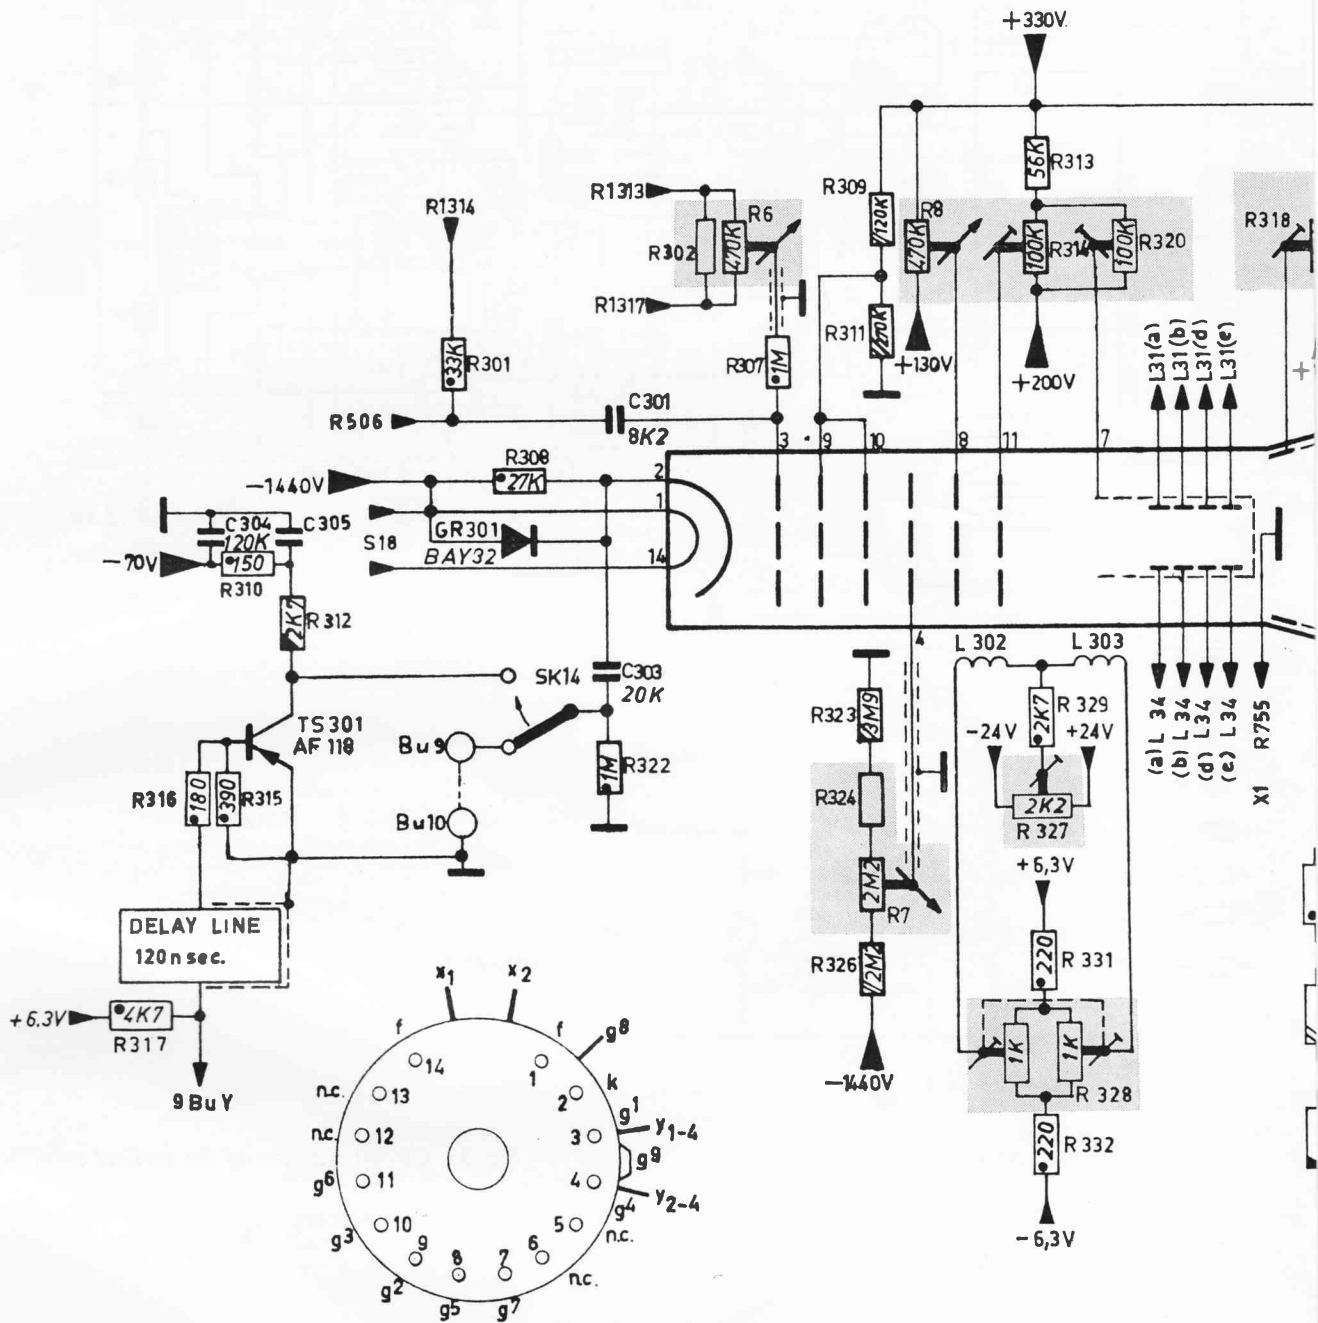 +330V.
R313
56K
R1313
R309
R1314
R6
R8
R318
120K
470K
R302
470K
100K
R314
100K
R320
R1317
R311
270K
+130V
+200V
L31(a)
L31(b)
L31(d)
L31(e)
33K
R301
R307
1M
R506
C301
8K2
3
9
10
8
11
7
R308
27K
2
-1440V
1
C304
120K
C305
S18
GR301
BAY32
14
-70V
150
R310
2K7
R312
4
L302
L303
SK14
C303
20K
R323
3M9
2K7
R 329
-24V
+24V
TS301
AF 118
Bu9
1M
R322
(a) L 34
(b) L 34
(d) L 34
(e) L 34
R755
X1
R316
180
390
R315
R324
2K2
R 327
Bu10
2M2
R7
+6,3V
DELAY LINE
120n sec.
R326
2M2
220
R 331
+6.3V
4K7
R317
x1
x2
f
f
g8
14
1
k
1K
1K
-1440V
R 328
9 Bu Y
n.c.
13
2
g1
n.c.
12
3
y1-4
g9
220
R 332
g6
11
4
y2-4
g4
g3
10
5
n.c.
9
8
7
6
n.c.
g2
g5
g7
-6,3V